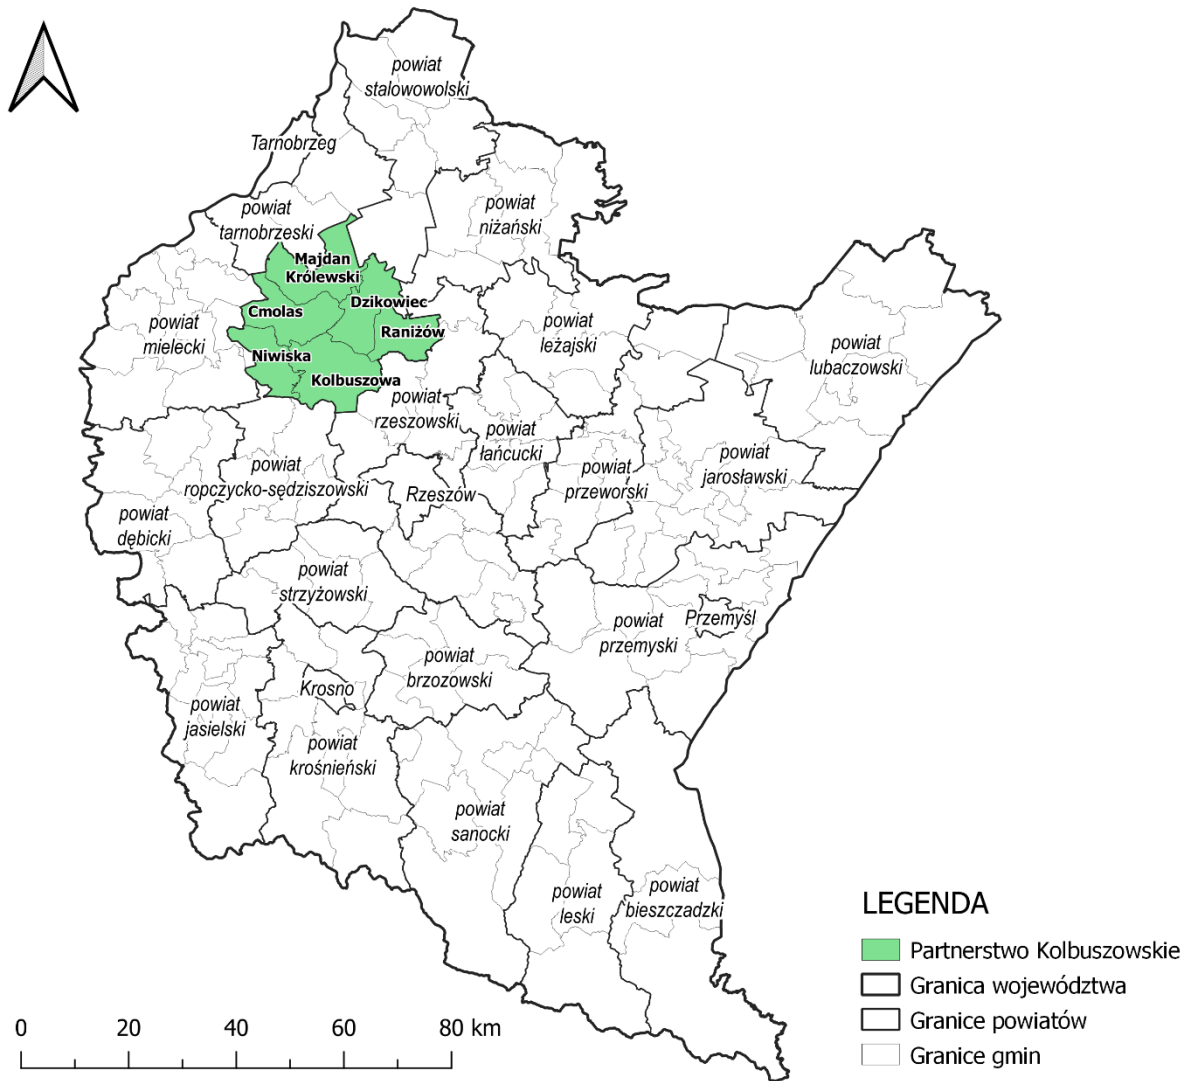 powiat
stalowowolski
Tarnobrzeg
powiat
tarnobrzeski
powiat
niżański
Majdan
Królewski
Dzikowiec
Cmolas
Raniżów
powiat
mielecki
Niwiska
Kolbuszowa
powiat
leżajski
powiat
lubaczowski
powiat
rzeszowski
powiat
łańcucki
powiat
jarosławski
powiat
ropczycko-sędziszowski
powiat
przeworski
Rzeszów
powiat
dębicki
powiat
strzyżowski
powiat
przemyski
Przemyśl
powiat
brzozowski
Krosno
powiat
jasielski
powiat
krośnieński
powiat
sanocki
powiat
leski
powiat
bieszczadzki
LEGENDA
Partnerstwo Kolbuszowskie
Granica województwa
Granice powiatów
Granice gmin
0 20 40 60 80 km